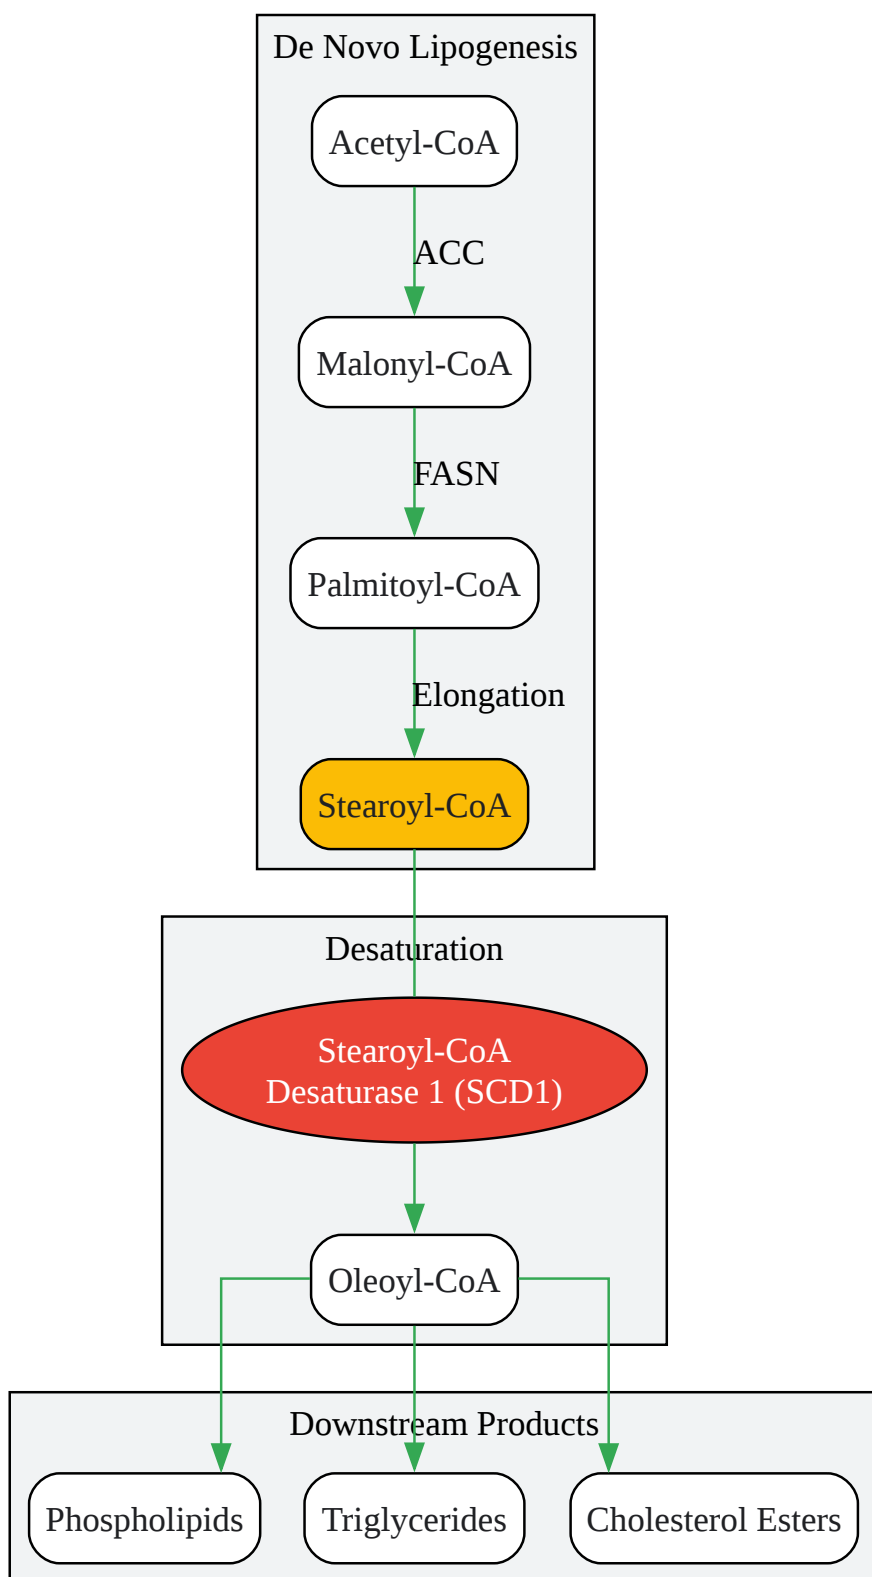 De Novo Lipogenesis
Acetyl-CoA
ACC
Malonyl-CoA
FASN
Palmitoyl-CoA
Elongation
Stearoyl-CoA
Desaturation
Stearoyl-CoA
Desaturase 1 (SCD1)
Oleoyl-CoA
Downstream Products
Phospholipids
Triglycerides
Cholesterol Esters